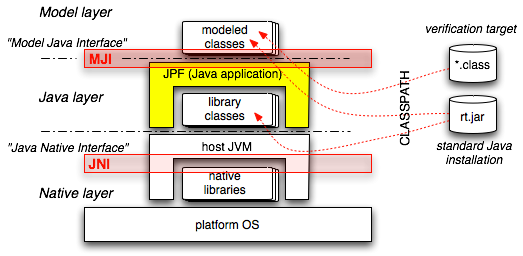 Model layer
modeled
classes
verification target
"Model Java Interface"
MJI
*.class
JPF (Java application)
CLASSPATH
Java layer
library
classes
rt.jar
host JVM
standard Java
installation
"Java Native Interface"
JNI
native
libraries
Native layer
platform OS